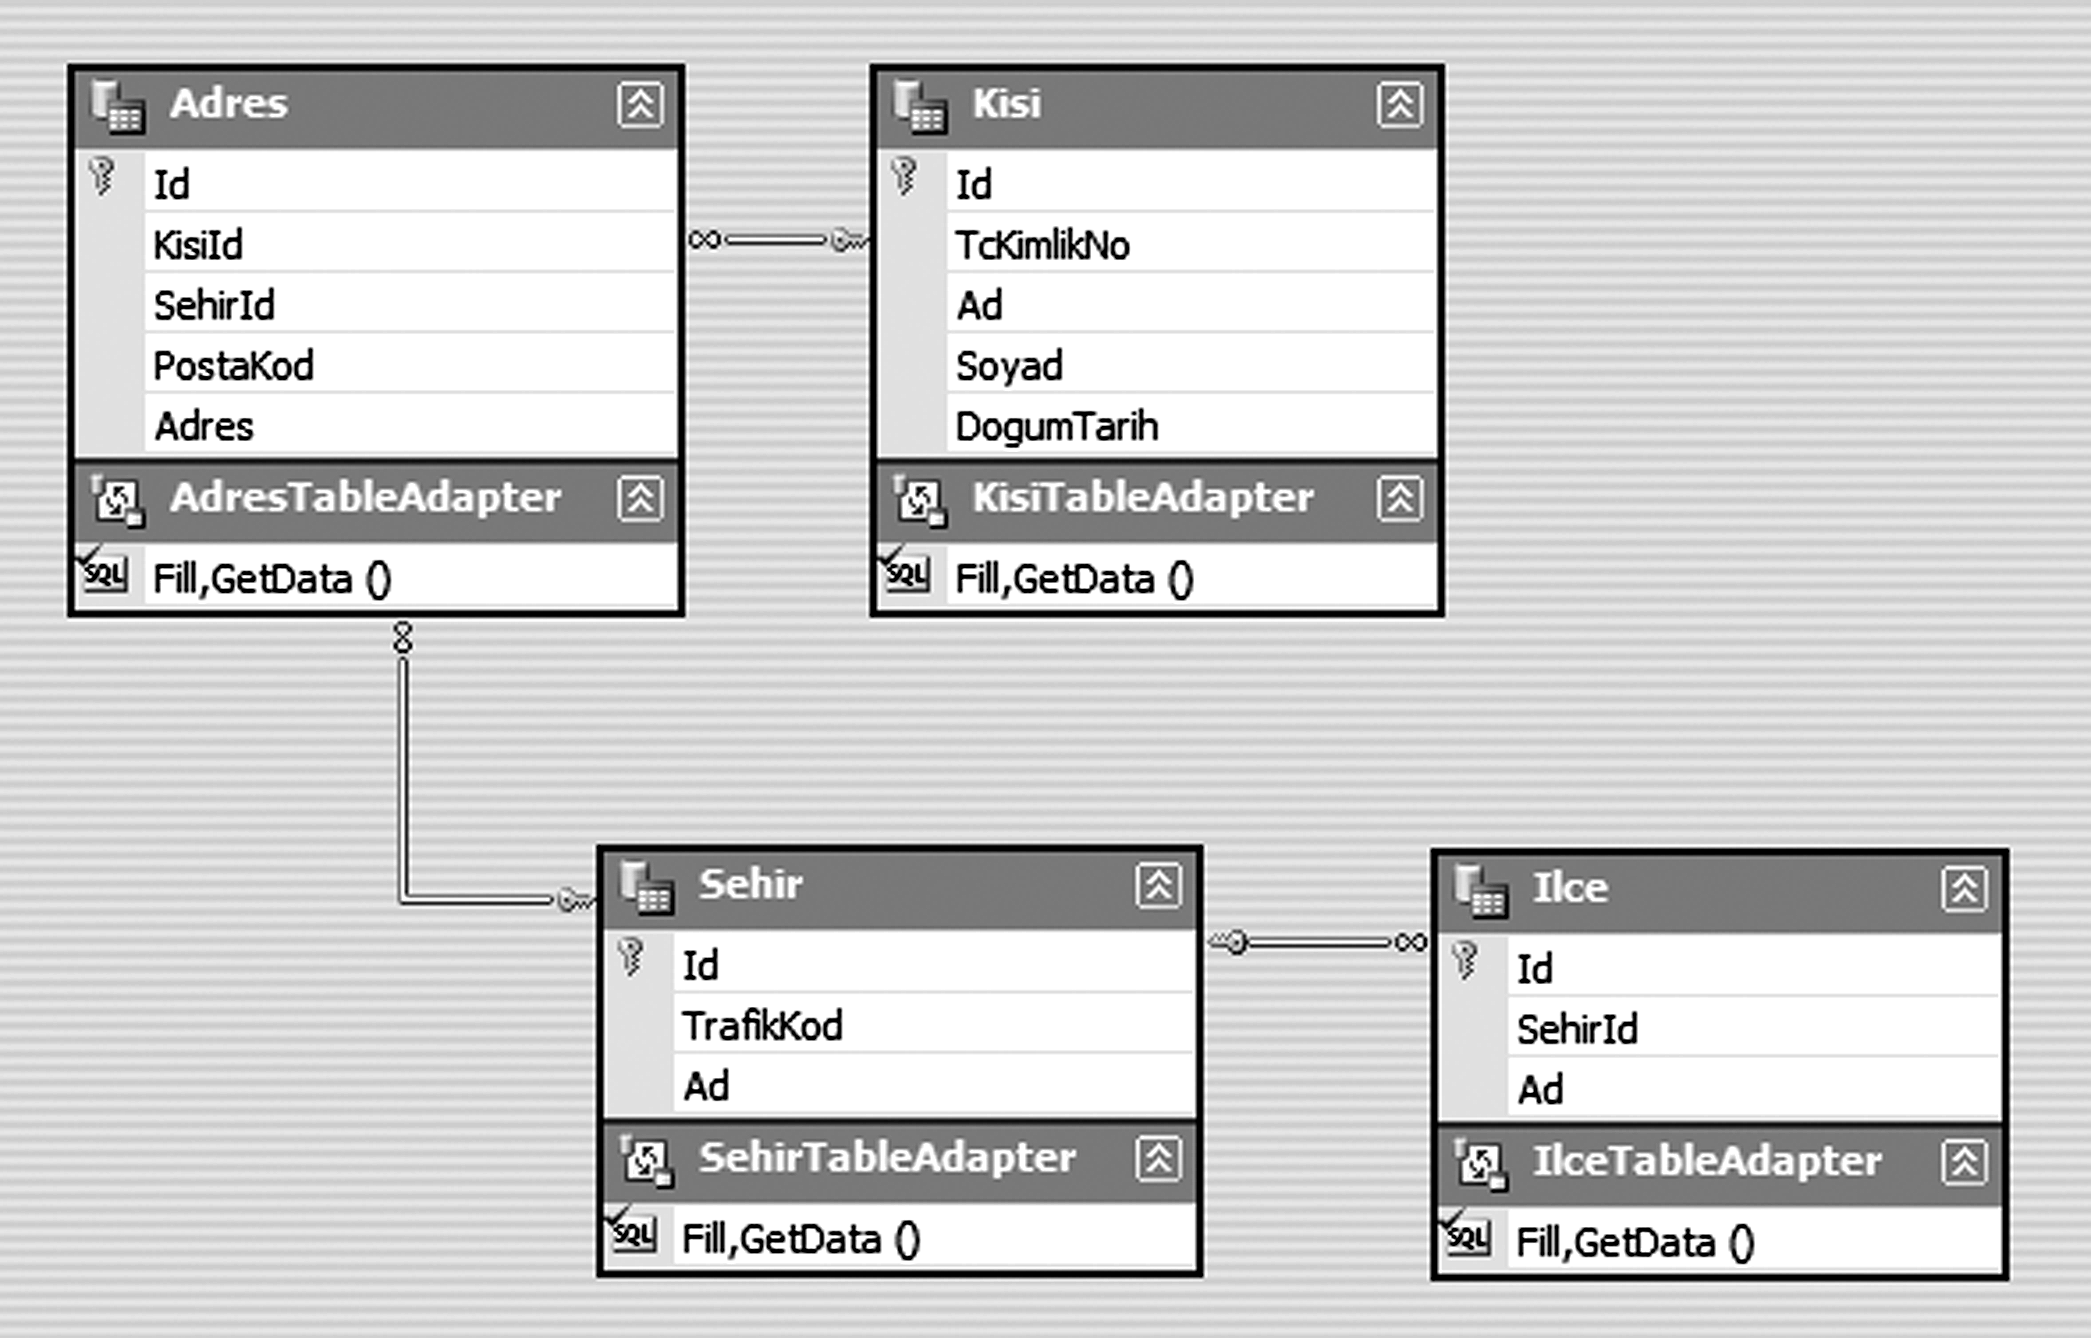 Adres
Id
KisiId
SehirId
PostaKod
Adres
AdresTableAdapter
SQL Fill,GetData ()
Kisi
Id
TcKimlikNo
Ad
Soyad
DogumTarih
KisiTableAdapter
SQL Fill,GetData ()
Sehir
Id
TrafikKod
Ad
SehirTableAdapter
SQL Fill,GetData ()
Ilce
Id
SehirId
Ad
IlceTableAdapter
SQL Fill,GetData ()